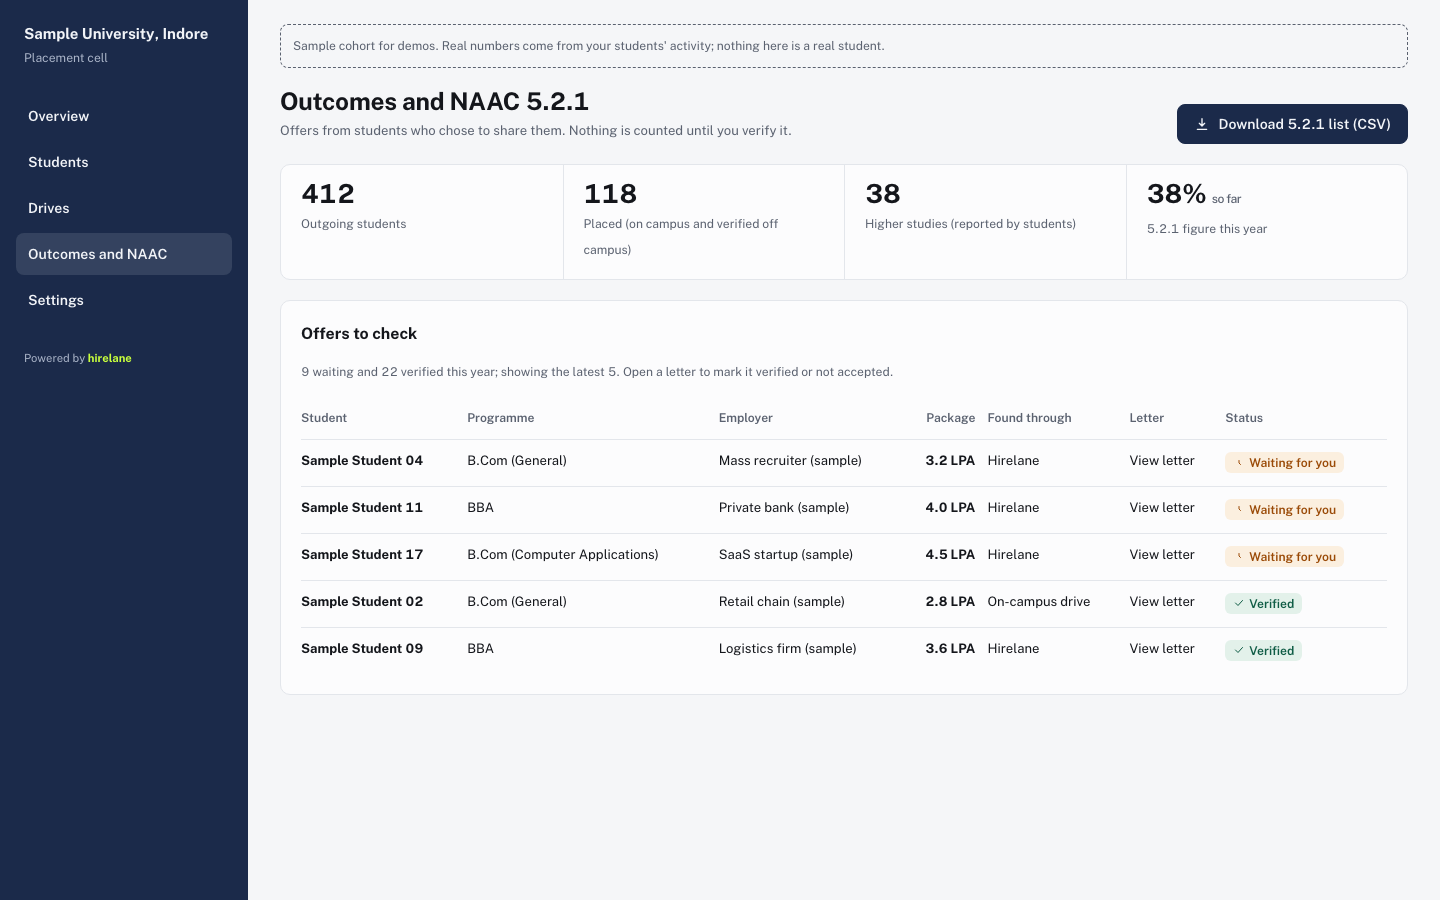 Sample University, Indore
Placement cell
Overview
Students
Drives
Outcomes and NAAC
Settings
Powered by hirelane
Sample cohort for demos. Real numbers come from your students' activity; nothing here is a real student.
Outcomes and NAAC 5.2.1
Offers from students who chose to share them. Nothing is counted until you verify it.
Download 5.2.1 list (CSV)
412
Outgoing students
118
Placed (on campus and verified off
campus)
38
Higher studies (reported by students)
38% so far
5.2.1 figure this year
Offers to check
9 waiting and 22 verified this year; showing the latest 5. Open a letter to mark it verified or not accepted.
Student Programme Employer Package Found through Letter Status
Sample Student 04 B.Com (General) Mass recruiter (sample) 3.2 LPA Hirelane View letter Waiting for you
Sample Student 11 BBA Private bank (sample) 4.0 LPA Hirelane View letter Waiting for you
Sample Student 17 B.Com (Computer Applications) SaaS startup (sample) 4.5 LPA Hirelane View letter Waiting for you
Sample Student 02 B.Com (General) Retail chain (sample) 2.8 LPA On-campus drive View letter Verified
Sample Student 09 BBA Logistics firm (sample) 3.6 LPA Hirelane View letter Verified